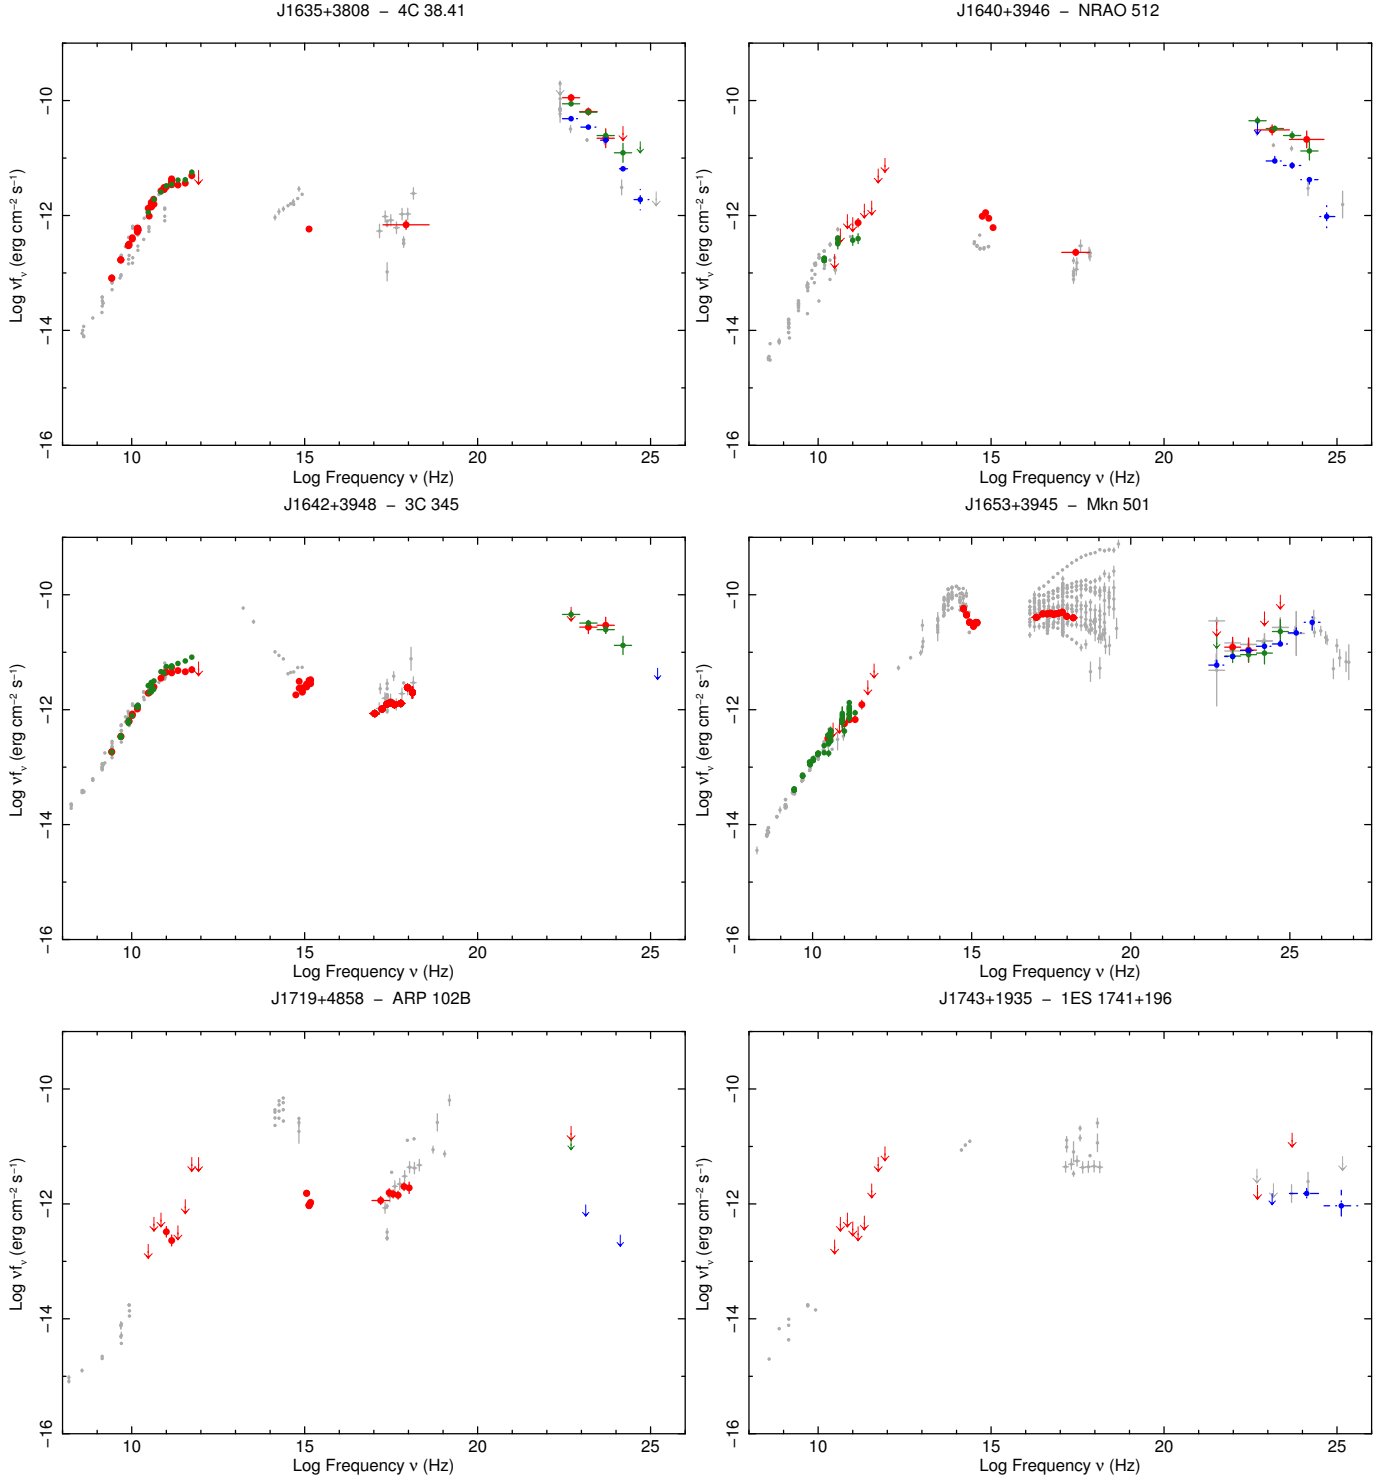 J1635+3808 − 4C 38.41
J1640+3946 − NRAO 512
Log νfν (erg cm−2 s−1)
−10
−12
−14
−16
10
15
20
25
Log Frequency ν (Hz)
Log νfν (erg cm−2 s−1)
−10
−12
−14
−16
10
15
20
25
Log Frequency ν (Hz)
J1642+3948 − 3C 345
J1653+3945 − Mkn 501
Log νfν (erg cm−2 s−1)
−10
−12
−14
−16
10
15
20
25
Log Frequency ν (Hz)
Log νfν (erg cm−2 s−1)
−10
−12
−14
−16
10
15
20
25
Log Frequency ν (Hz)
J1719+4858 − ARP 102B
J1743+1935 − 1ES 1741+196
Log νfν (erg cm−2 s−1)
−10
−12
−14
−16
10
15
20
25
Log Frequency ν (Hz)
Log νfν (erg cm−2 s−1)
−10
−12
−14
−16
10
15
20
25
Log Frequency ν (Hz)